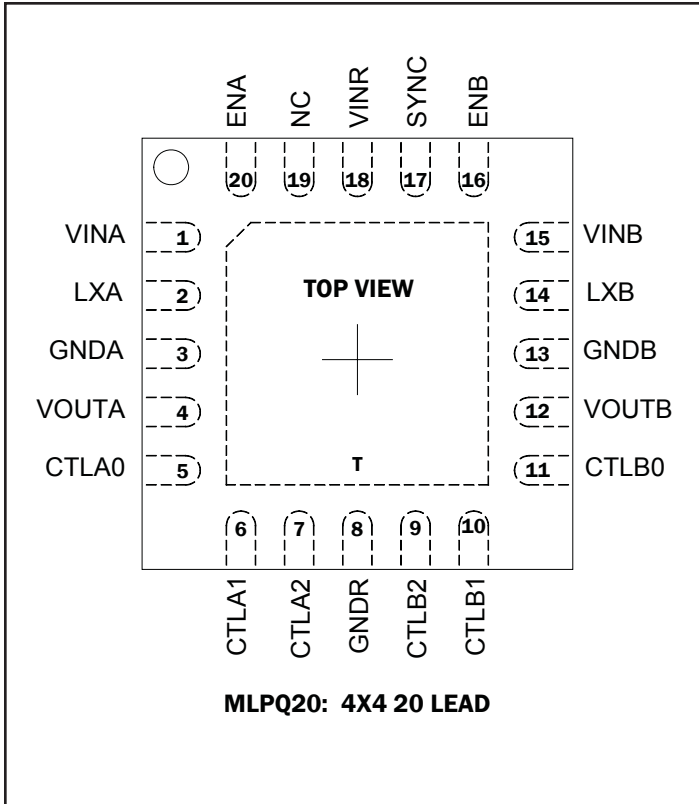 ENA NC VINR SYNC ENB
20 19 18 17 16
VINA 1 15 VINB
TOP VIEW
LXA 2 14 LXB
GNDA 3 13 GNDB
VOUTA 4 12 VOUTB
CTLA0 5 T 11 CTLB0
6 7 8 9 10
CTLA1 CTLA2 GNDR CTLB2 CTLB1
MLPQ20: 4X4 20 LEAD